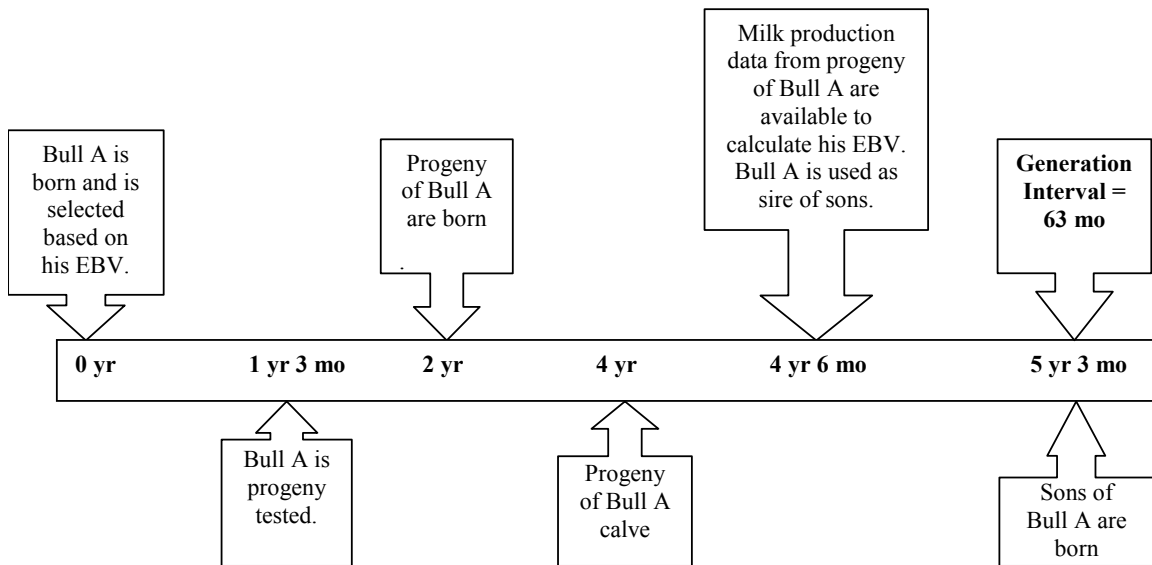 Bull A is
born and is
selected
based on
his EBV.
Progeny
of Bull A
are born
.
Milk production
data from progeny
of Bull A are
available to
calculate his EBV.
Bull A is used as
sire of sons.
Generation
Interval =
63 mo
0 yr
1 yr 3 mo
2 yr
4 yr
4 yr 6 mo
5 yr 3 mo
Bull A is
progeny
tested.
Progeny
of Bull A
calve
Sons of
Bull A are
born